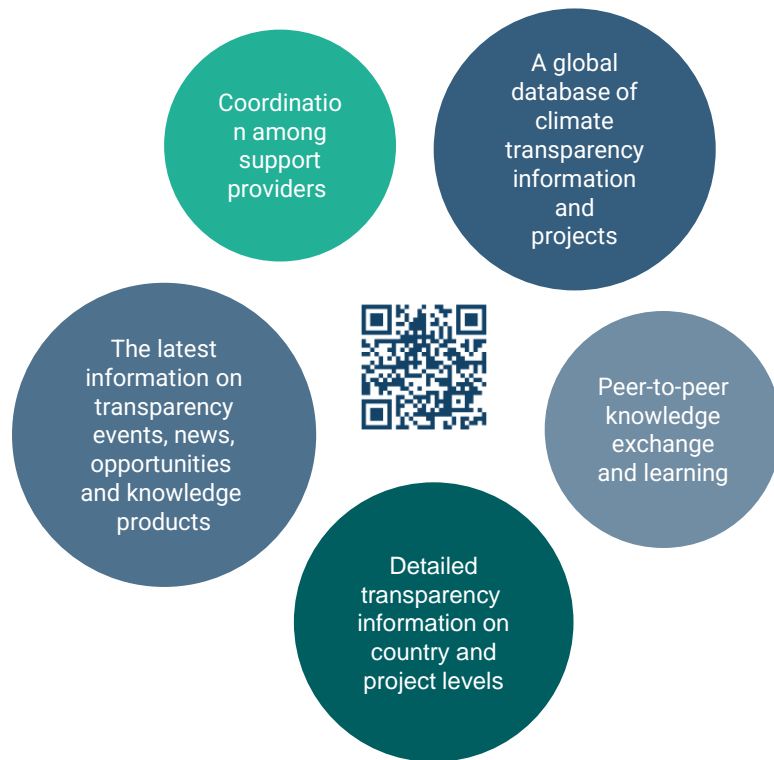 Coordinatio
n among
support
providers
A global
database of
climate
transparency
information
and
projects
The latest
information on
transparency
events, news,
opportunities
and knowledge
products
Peer-to-peer
knowledge
exchange
and learning
Detailed
transparency
information on
country and
project levels